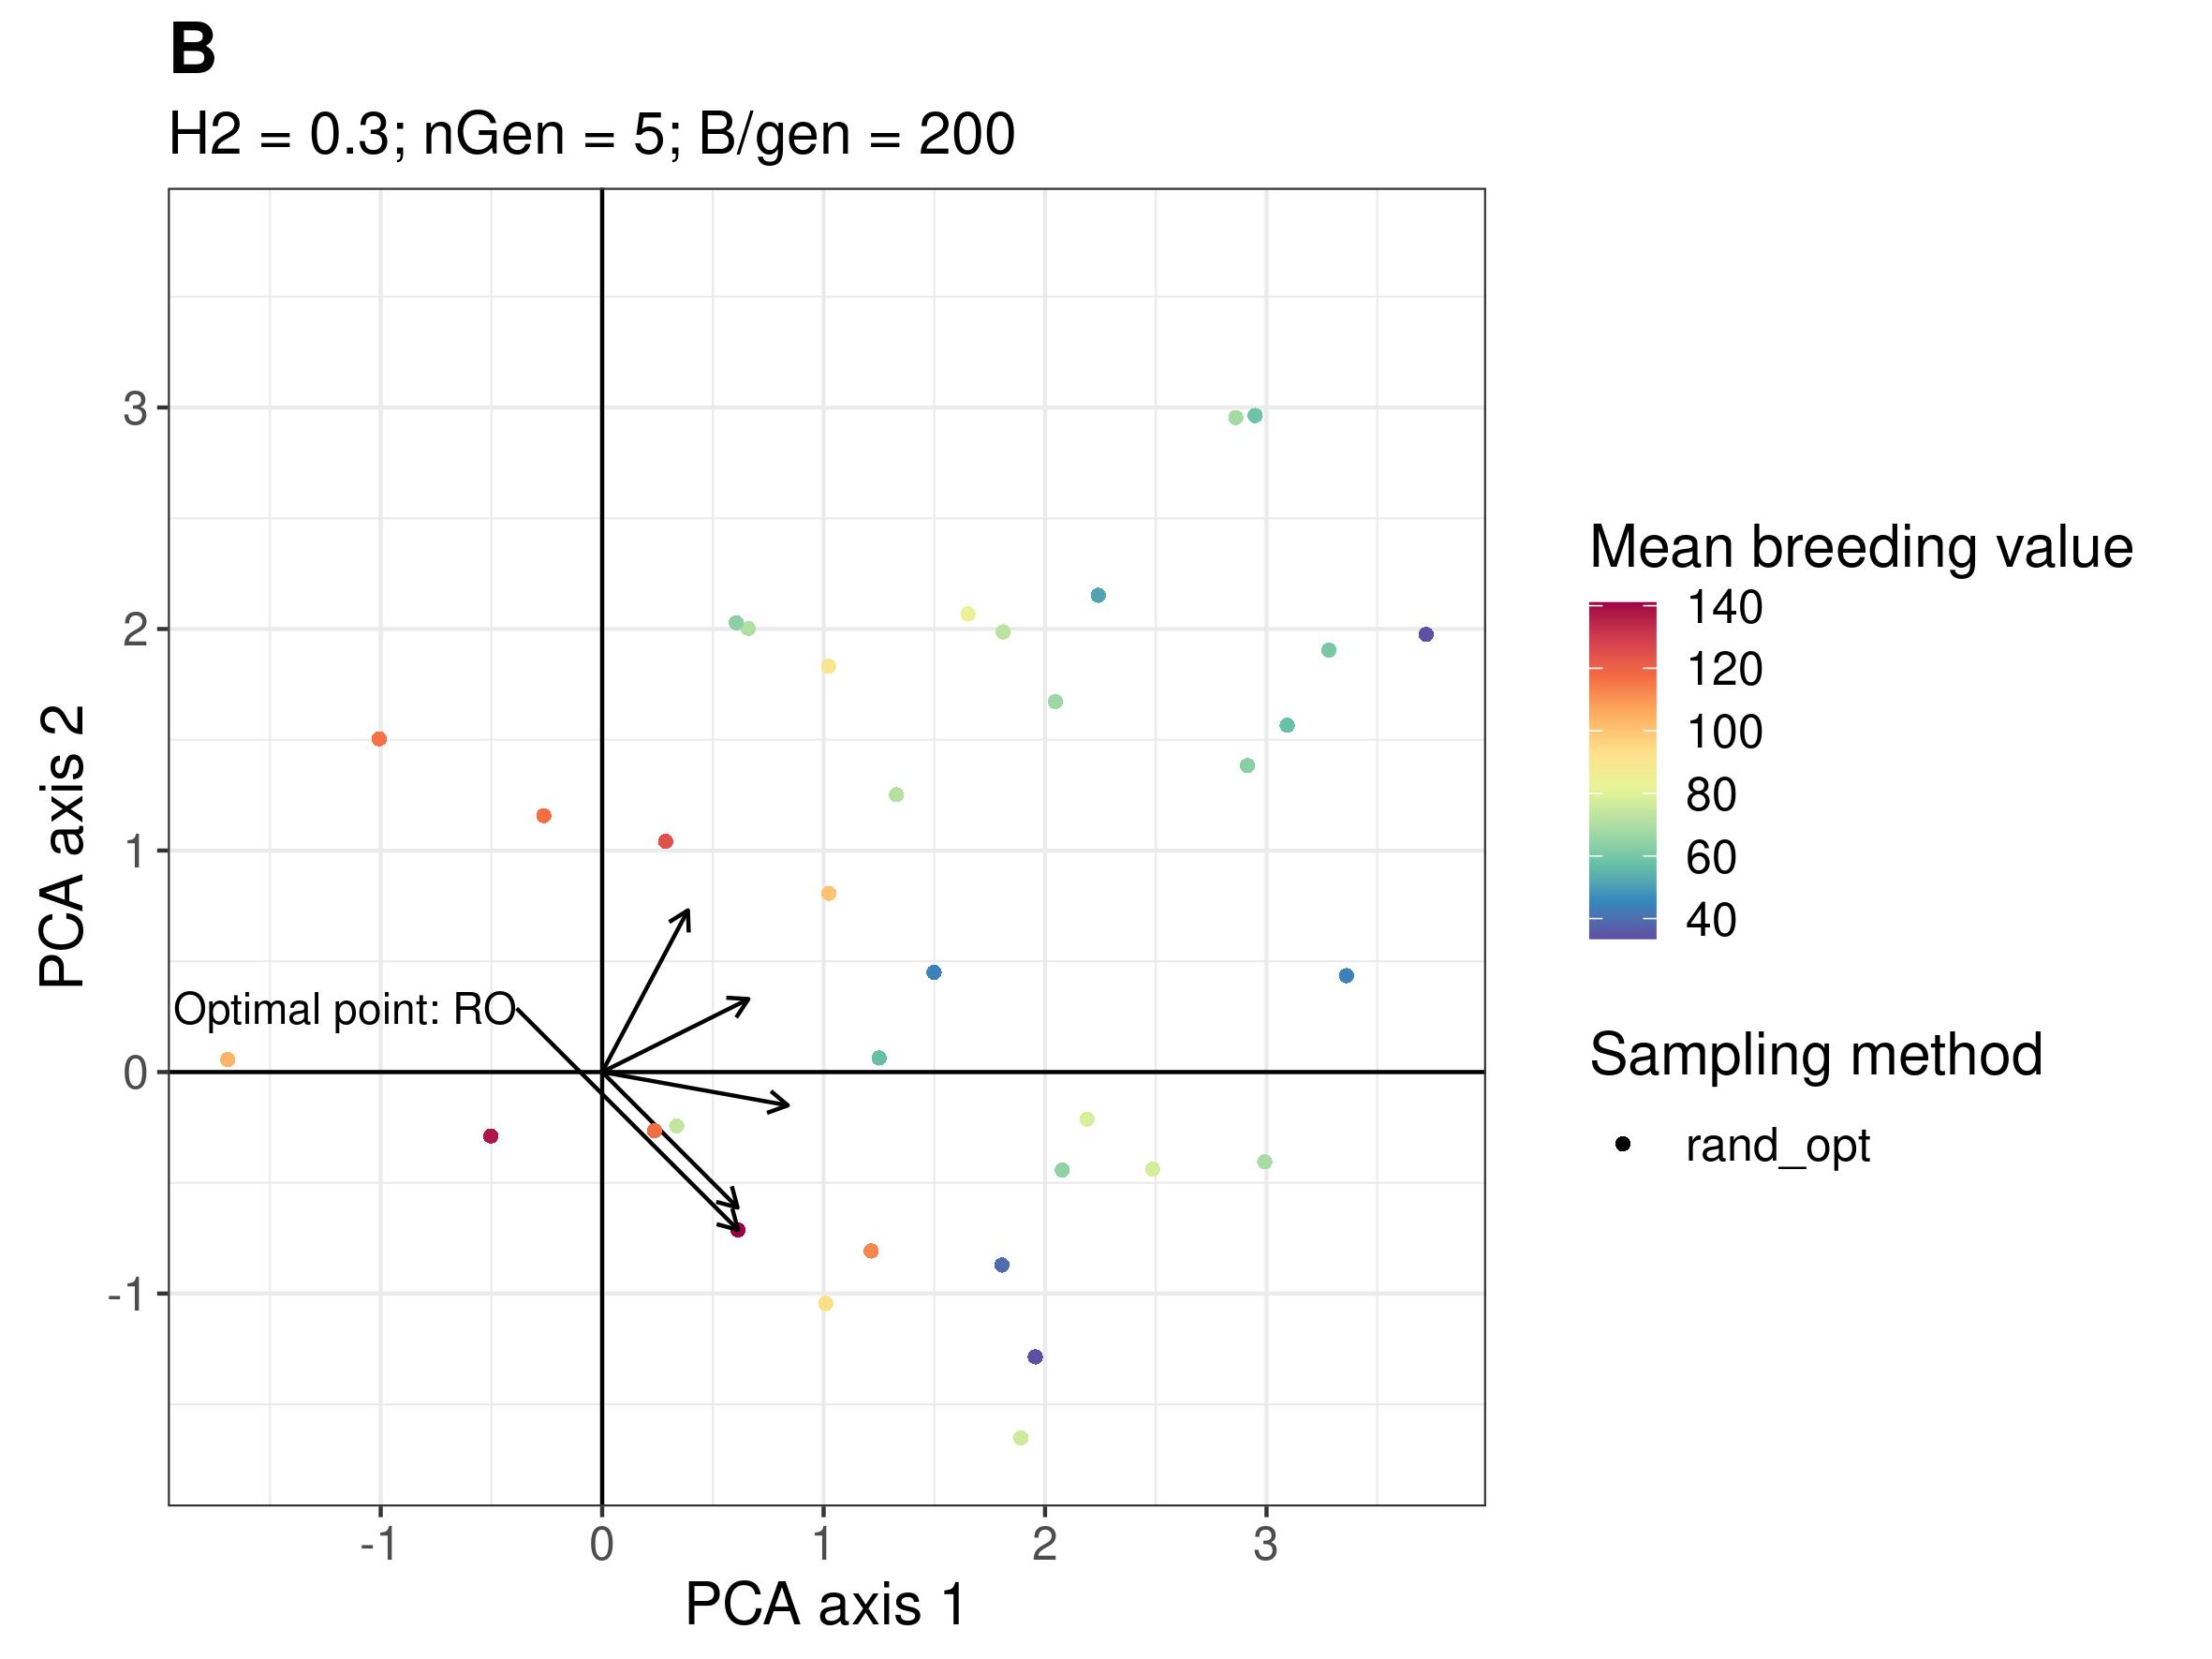 B
H2 = 0.3; nGen = 5; B/gen = 200
PCA axis 2
3
2
1
0
-1
Optimal point: RO
-1
0
1
2
3
PCA axis 1
Mean breeding value
140
120
100
80
60
40
Sampling method
rand_opt